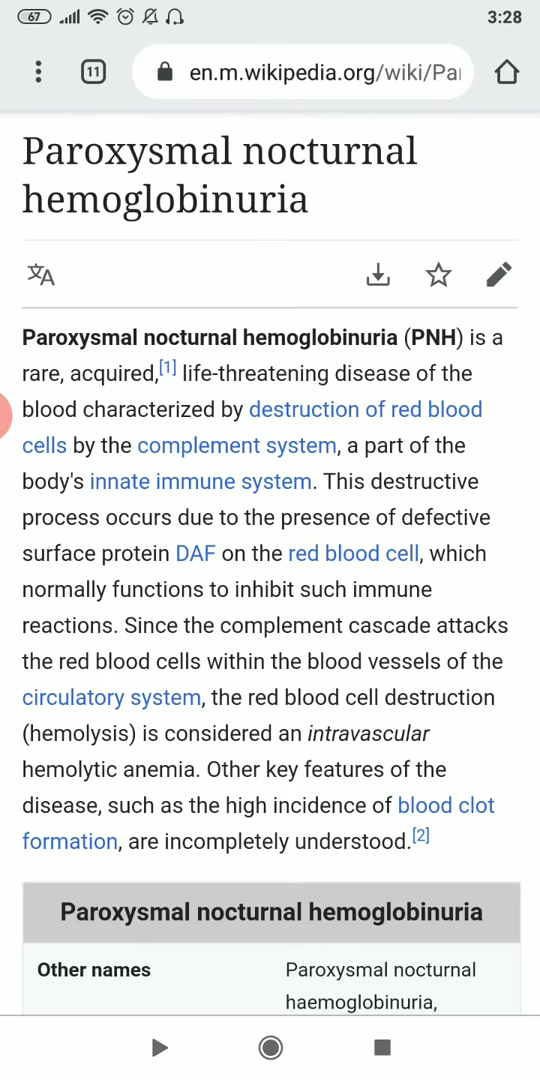 67
3:28
11
en.m.wikipedia.org/wiki/Pa
Paroxysmal nocturnal
hemoglobinuria
Paroxysmal nocturnal hemoglobinuria (PNH) is a
rare, acquired,[1] life-threatening disease of the
blood characterized by destruction of red blood
cells by the complement system, a part of the
body's innate immune system. This destructive
process occurs due to the presence of defective
surface protein DAF on the red blood cell, which
normally functions to inhibit such immune
reactions. Since the complement cascade attacks
the red blood cells within the blood vessels of the
circulatory system, the red blood cell destruction
(hemolysis) is considered an intravascular
hemolytic anemia. Other key features of the
disease, such as the high incidence of blood clot
formation, are incompletely understood.[2]
Paroxysmal nocturnal hemoglobinuria
Other names Paroxysmal nocturnal
haemoglobinuria,